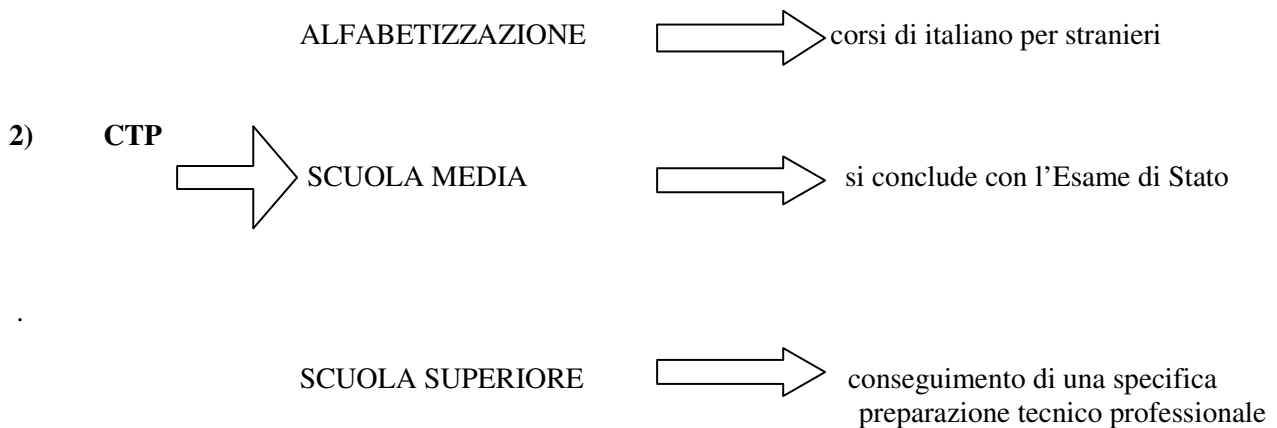 ALFABETIZZAZIONE corsi di italiano per stranieri
2) CTP
SCUOLA MEDIA si conclude con l'Esame di Stato
.
SCUOLA SUPERIORE conseguimento di una specifica
preparazione tecnico professionale